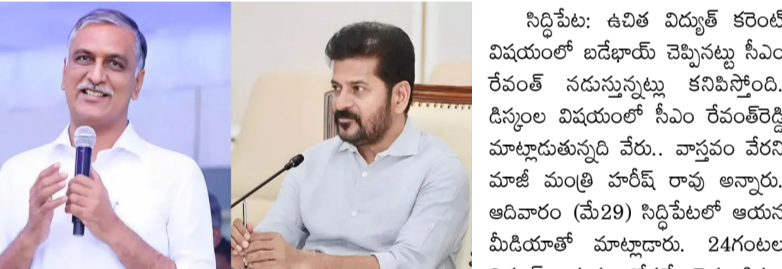 సిద్ధిపేట: ఉచిత విద్యుత్ కరెంట్
విషయంలో బడేభాయ్ చెప్పినట్టు సీఎం
రేవంత్ నడుస్తున్నట్లు కనిపిస్తోంది.
డిస్కంల విషయంలో సీఎం రేవంత్‌రెడ్డి
మాట్లాడుతున్నది వేరు.. వాస్తవం వేరని
మాజీ మంత్రి హరీష్ రావు అన్నారు.
ఆదివారం (మే29) సిద్ధిపేటలో ఆయన
మీడియాతో మాట్లాడారు. 24గంటల